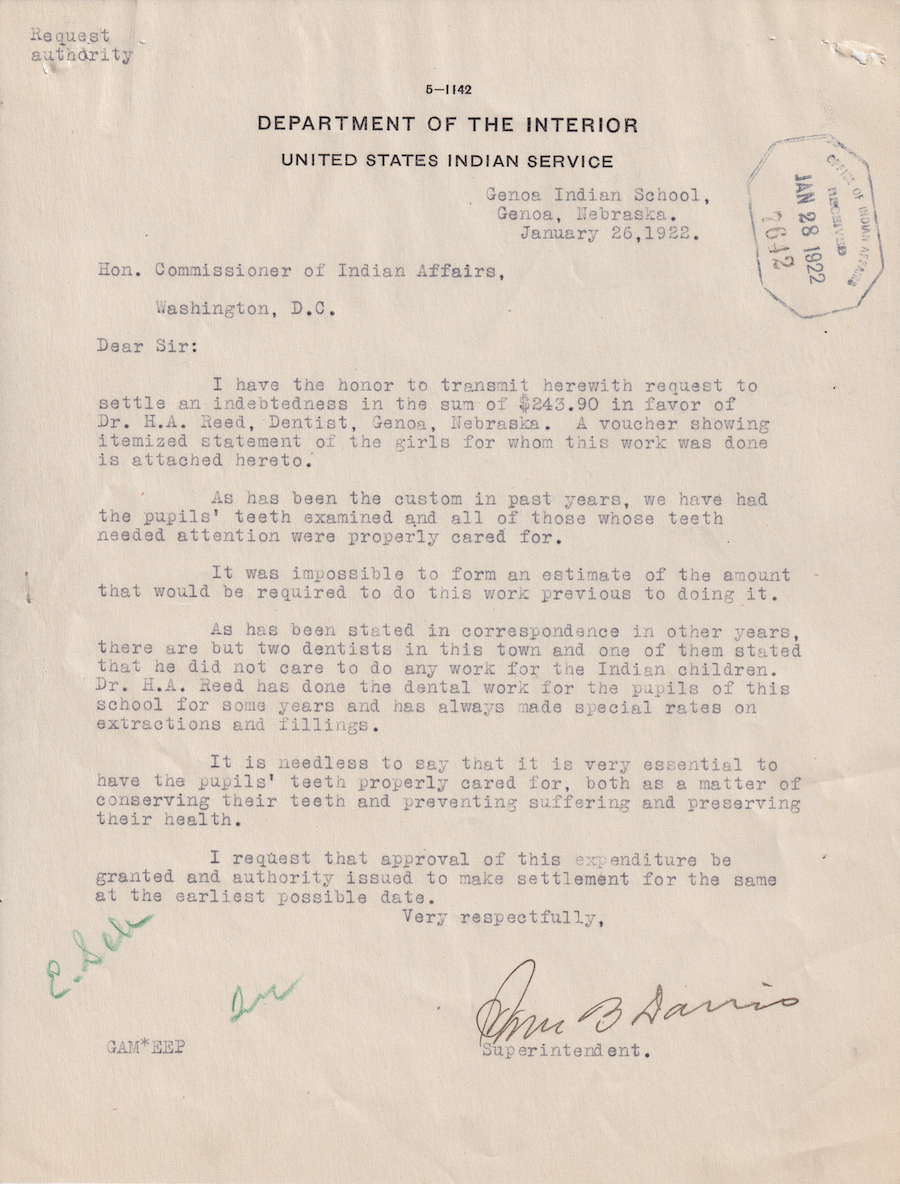 Request
authority
5—1142
DEPARTMENT OF THE INTERIOR
UNITED STATES INDIAN SERVICE
OFFICE OF INDIAN AFFAIRS
RECEIVED
JAN 28 1922
7642
Genoa Indian School,
Genoa, Nebraska.
January 26,1922.
Hon. Commissioner of Indian Affairs,
Washington, D.C.
Dear Sir:
I have the honor to transmit herewith request to
settle an indebtedness in the sum of $243.90 in favor of
Dr. H.A. Reed, Dentist, Genoa, Nebraska. A voucher showing
itemized statement of the girls for whom this work was done
is attached hereto.
As has been the custom in past years, we have had
the pupils' teeth examined and all of those whose teeth
needed attention were properly cared for.
It was impossible to form an estimate of the amount
that would be required to do this work previous to doing it.
As has been stated in correspondence in other years,
there are but two dentists in this town and one of them stated
that he did not care to do any work for the Indian children.
Dr. H.A. Reed has done the dental work for the pupils of this
school for some years and has always made special rates on
extractions and fillings.
It is needless to say that it is very essential to
have the pupils' teeth properly cared for, both as a matter of
conserving their teeth and preventing suffering and preserving
their health.
I request that approval of this expenditure be
granted and authority issued to make settlement for the same
at the earliest possible date.
Very respectfully,
B Davis
Superintendent.
GAM*EEP